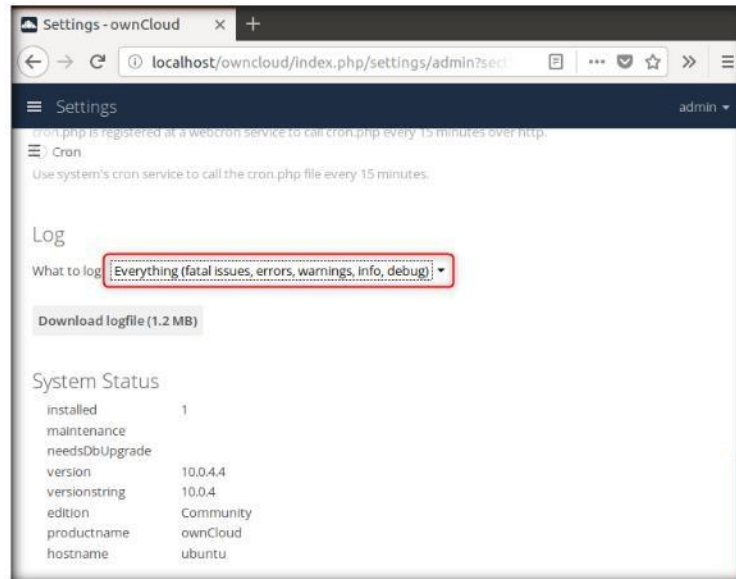 Settings - ownCloud
localhost/owncloud/index.php/settings/admin?sect
Settings
admin
cron.php is registered at a webcron service to call cron.php every 15 minutes over http.
Cron
Use system's cron service to call the cron.php file every 15 minutes.
Log
What to log Everything (fatal issues, errors, warnings, info, debug)
Download logfile (1.2 MB)
System Status
installed 1
maintenance
needsDbUpgrade
version 10.0.4.4
versionstring 10.0.4
edition Community
productname ownCloud
hostname ubuntu